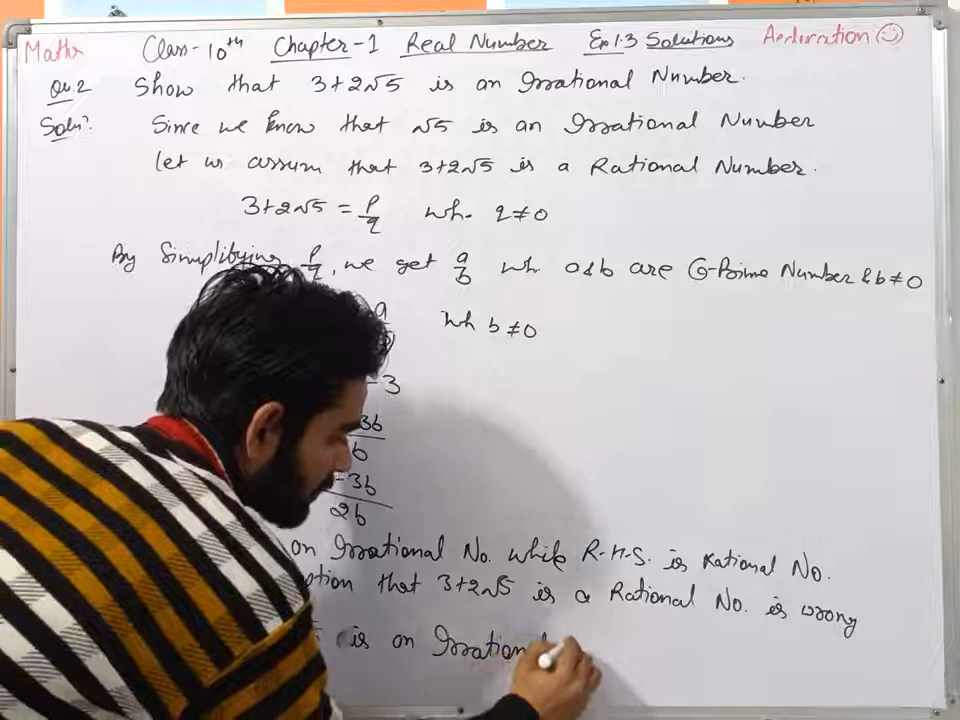 Maths Class-10th Chapter-1 Real Number Ex 1.3 Solutions
Qu.2 Show that 3+2√5 is an Irrational Number.
Soln. Since we know that √5 is an Irrational Number
let us assum that 3+2√5 is a Rational Number.
3+2√5 = p/q wh. q≠0
By Simplifying p/q, we get a/b wh a&b are Co-Prime Number & b≠0
a wh b≠0
-3
3b/b
-3b/2b
an Irrational No. while R.H.S. is Rational No.
ption that 3+2√5 is a Rational No. is wrong
is an Irrational